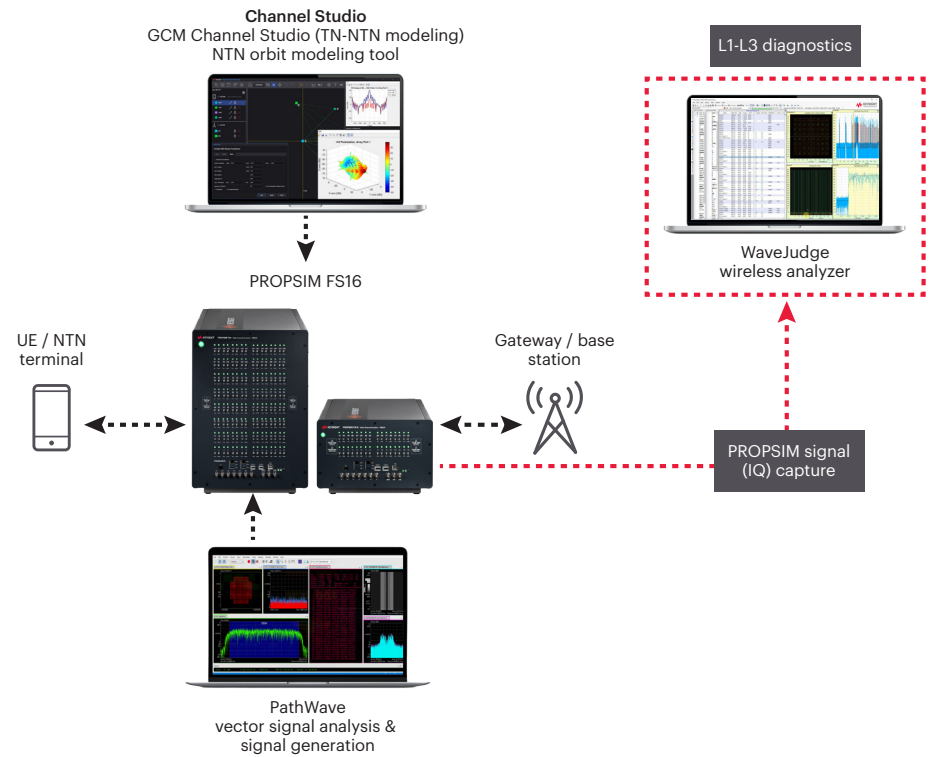 Channel Studio
GCM Channel Studio (TN-NTN modeling)
NTN orbit modeling tool
L1-L3 diagnostics
WaveJudge
wireless analyzer
PROPSIM FS16
UE / NTN
terminal
Gateway / base
station
PROPSIM signal
(IQ) capture
PathWave
vector signal analysis &
signal generation